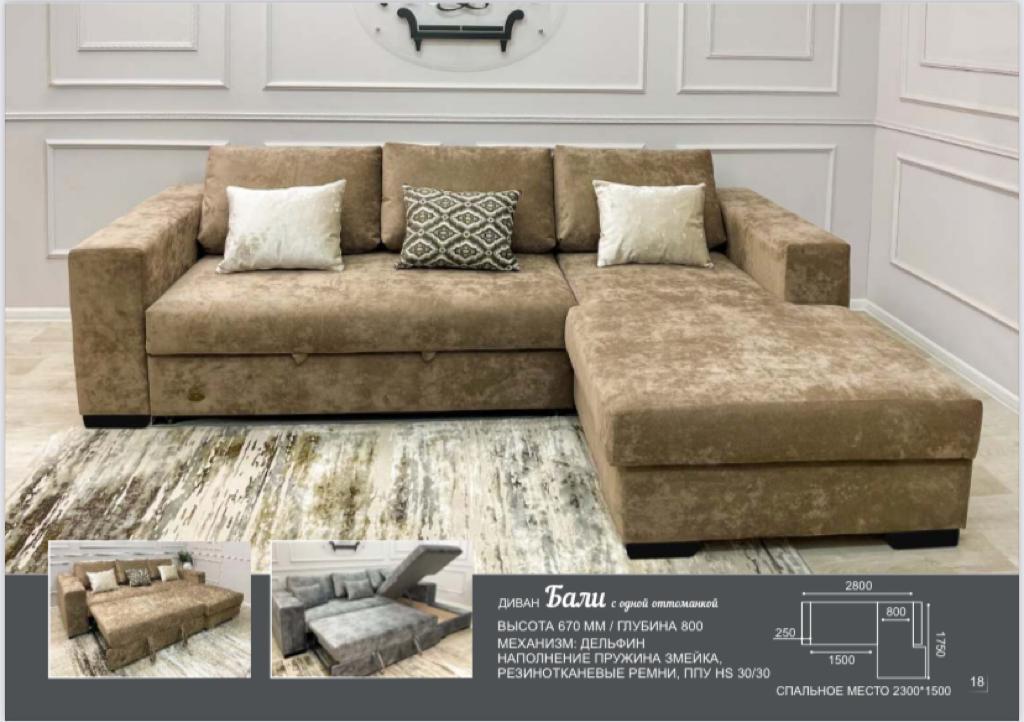 ДИВАН Бали с одной оттоманкой
ВЫСОТА 670 ММ / ГЛУБИНА 800
МЕХАНИЗМ: ДЕЛЬФИН
НАПОЛНЕНИЕ ПРУЖИНА ЗМЕЙКА,
РЕЗИНОТКАНЕВЫЕ РЕМНИ, ППУ HS 30/30
2800
800
250
1500
1750
СПАЛЬНОЕ МЕСТО 2300*1500
18